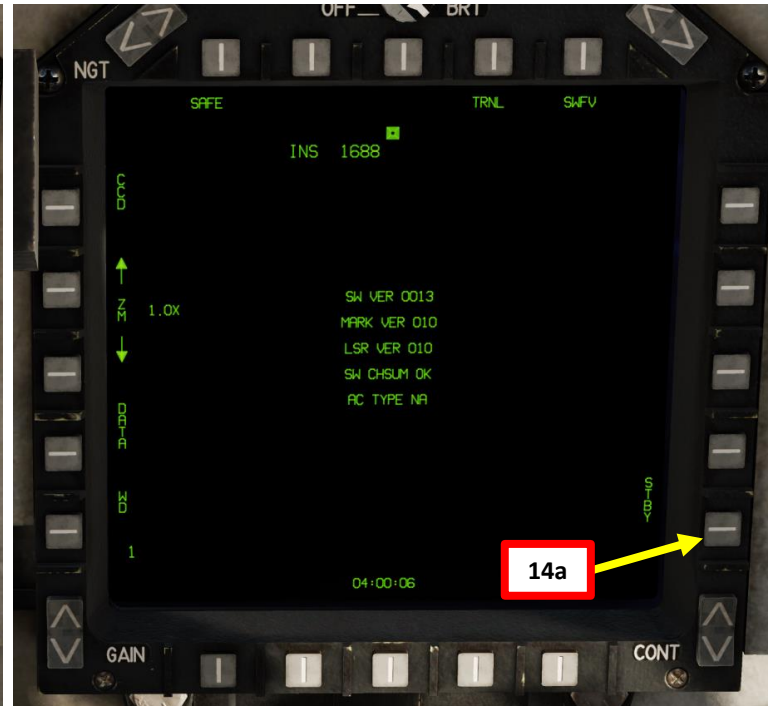 OFF BRT
NGT
SAFE TRNL SWFV
INS 1688
CCD
ZM 1.0X
SW VER 0013
MARK VER 010
LSR VER 010
SW CHSUM OK
AC TYPE NA
DATA
WD
STBY
1
14a
04:00:06
GAIN CONT